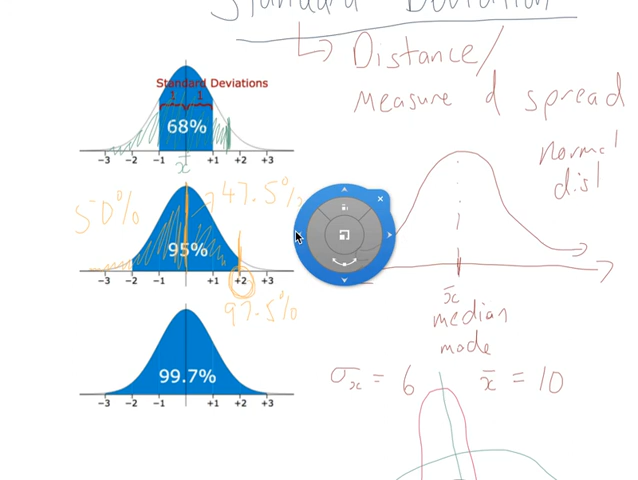 Standard Deviation
Distance/
measure d spread
Standard Deviations
1 1
68%
-3 -2 -1 +1 +2 +3
x̄
normal
dist
50% 47.5%
95%
-3 -2 -1 +1 +2 +3
97.5%
x̄
median
mode
99.7%
-3 -2 -1 0 +1 +2 +3
σx = 6 x̄ = 10